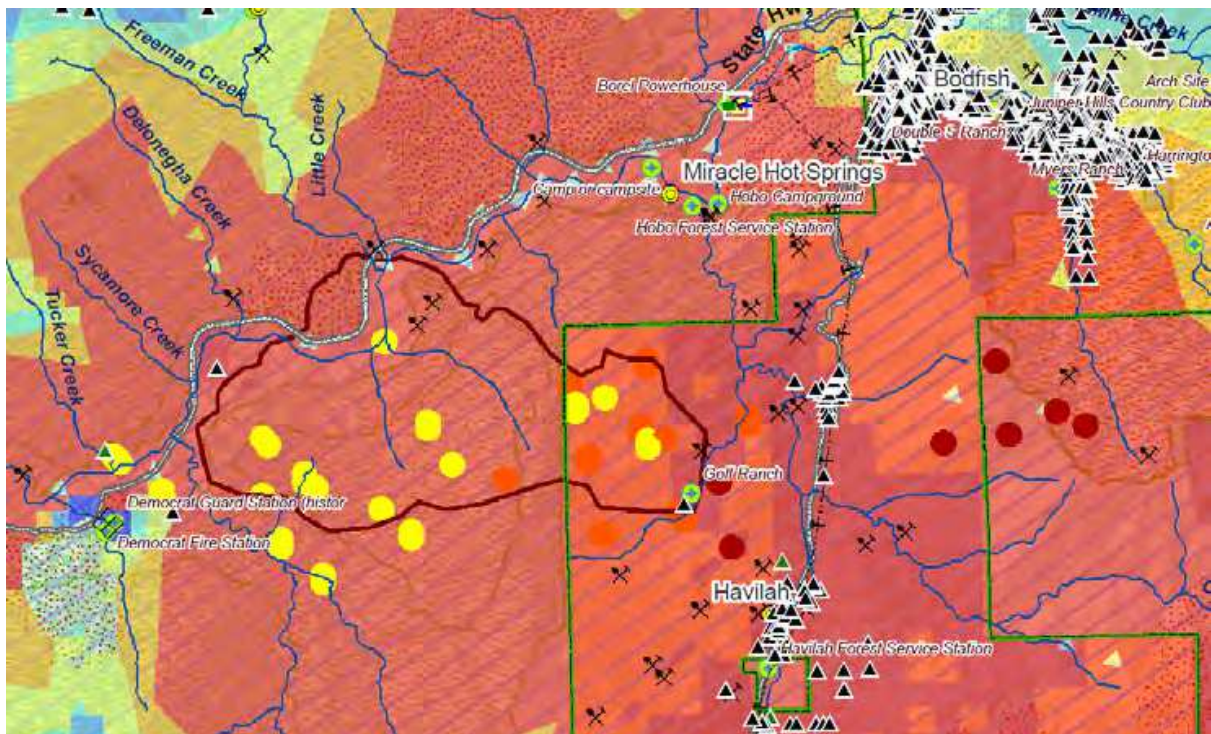 Freeman Creek
Delonegha Creek
Little Creek
Sycamore Creek
Tucker Creek
State Hwy
Borel Powerhouse
Bodfish
Creek
Arch Site
Juniper Hills Country Club
Double S Ranch
Harrington
Myers Ranch
Miracle Hot Springs
campsite
Hobo Campground
Hobo Forest Service Station
Golf Ranch
Democrat Guard Station (histor
Democrat Fire Station
Havilah
Havilah Forest Service Station